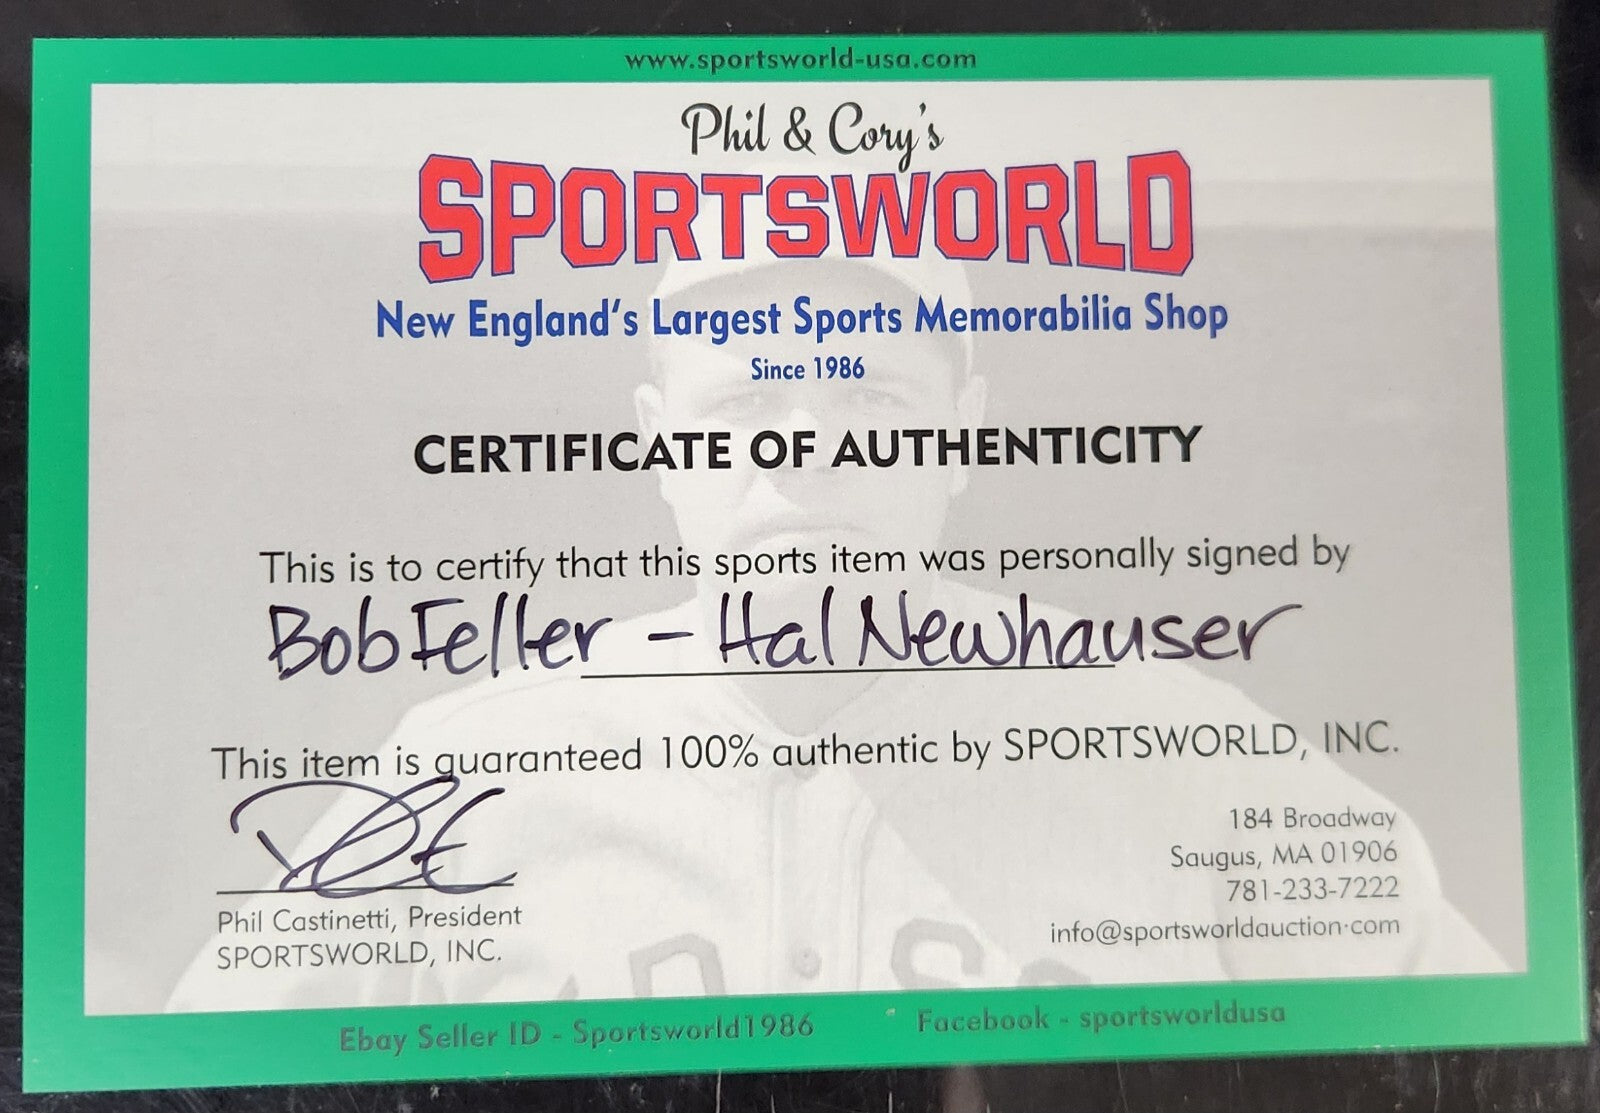 www.sportsworld-usa.com
Phil & Cory's
SPORTSWORLD
New England's Largest Sports Memorabilia Shop
Since 1986
CERTIFICATE OF AUTHENTICITY
This is to certify that this sports item was personally signed by
Bob Feller - Hal Newhauser
This item is guaranteed 100% authentic by SPORTSWORLD, INC.
Phil Castinetti, President
SPORTSWORLD, INC.
184 Broadway
Saugus, MA 01906
781-233-7222
info@sportsworldauction.com
Ebay Seller ID - Sportsworld1986
Facebook - sportsworldusa